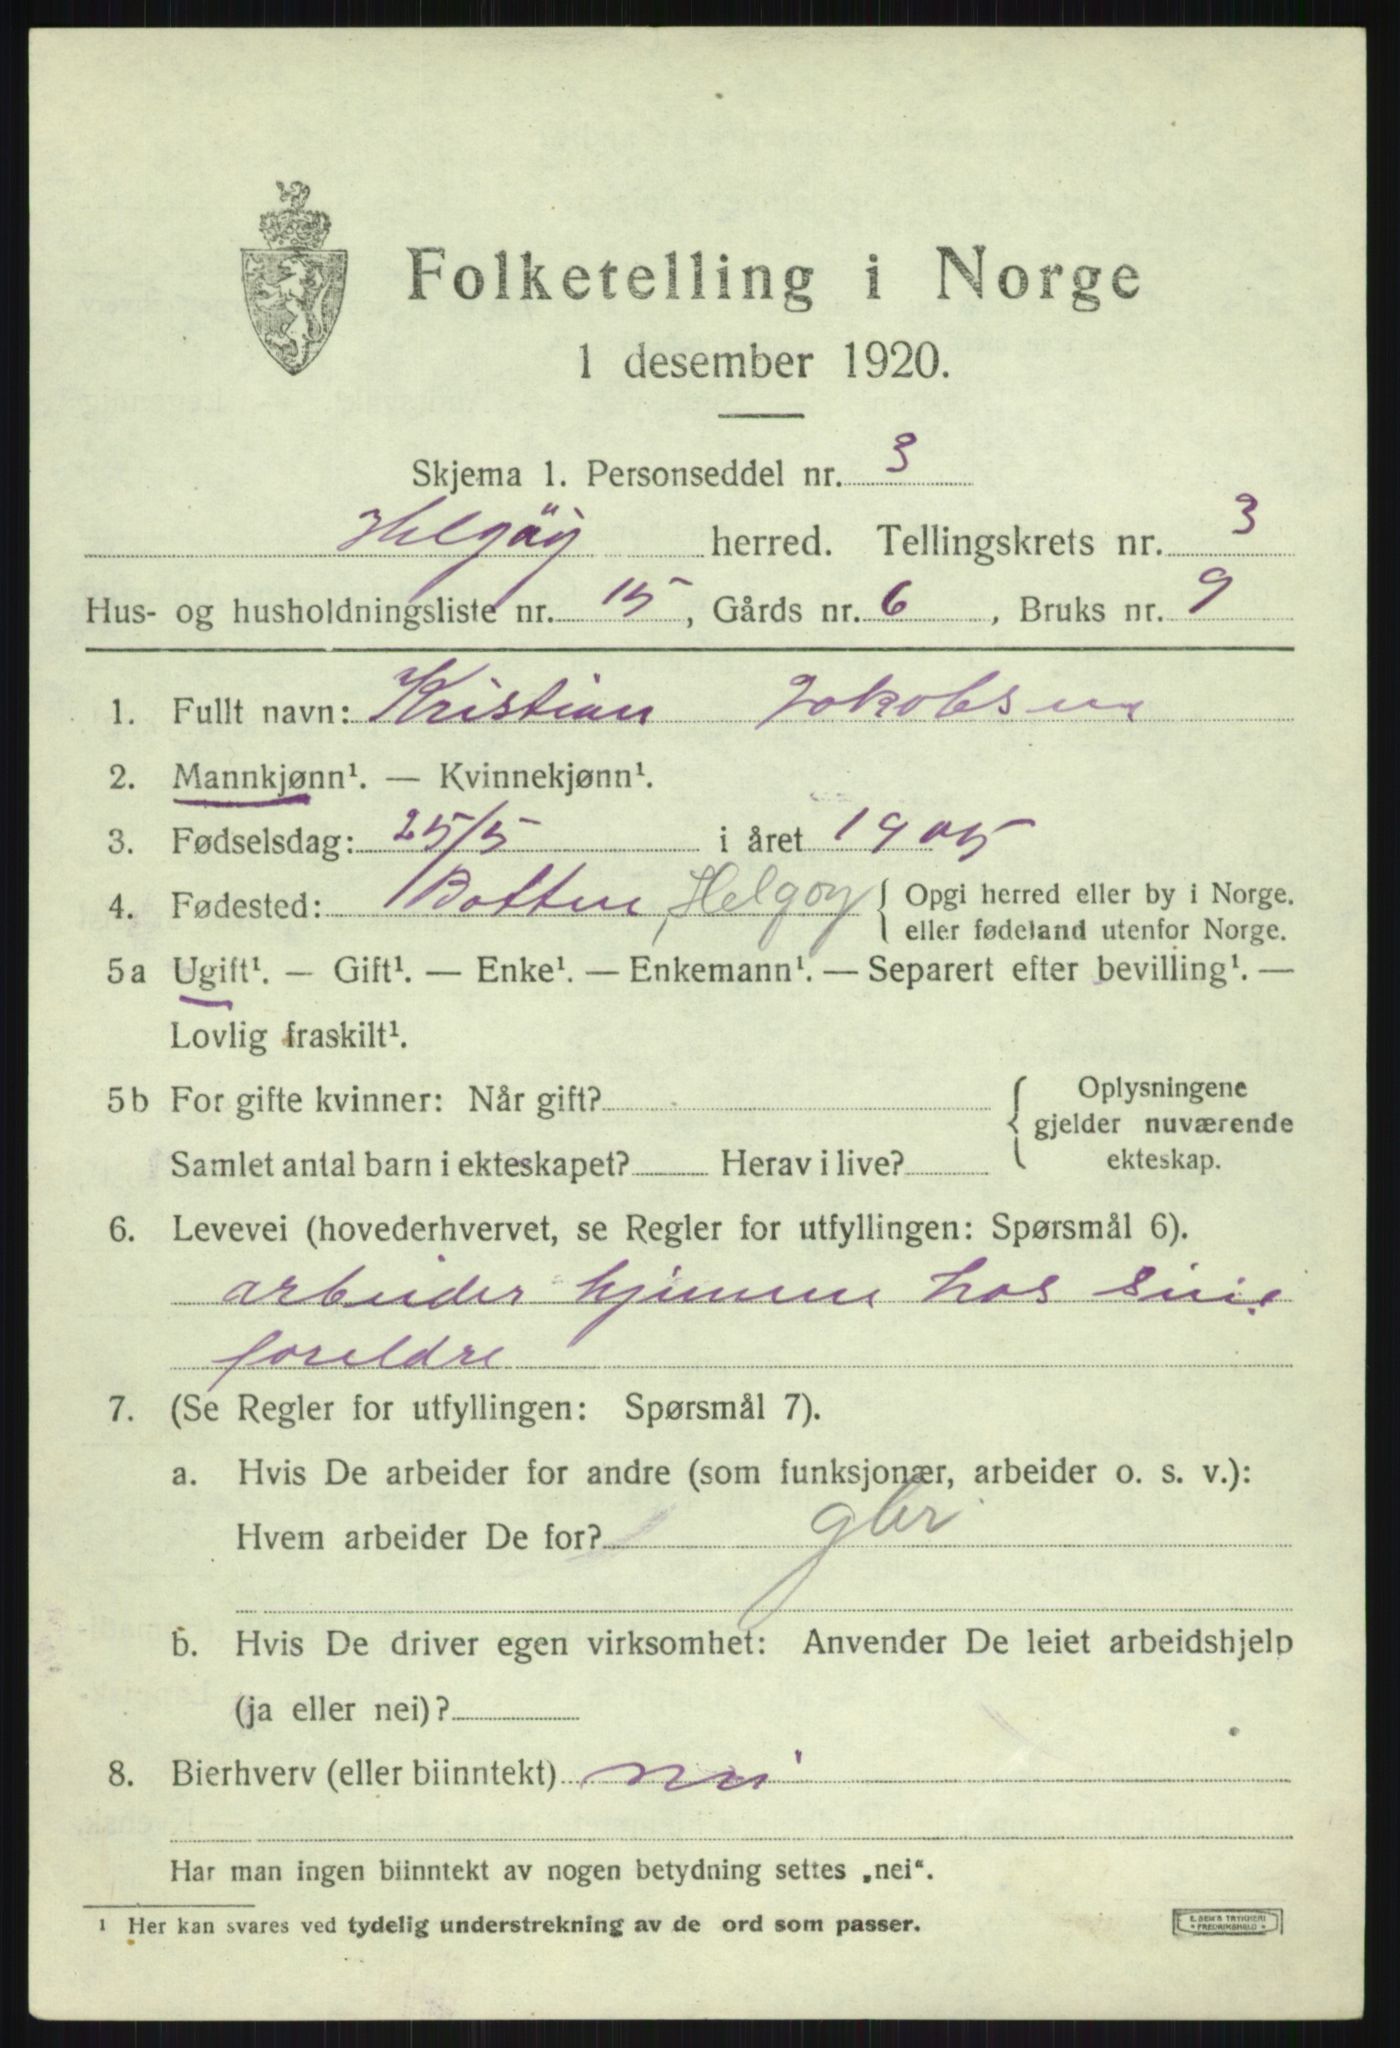 Folketelling i Norge
1 desember 1920.
Skjema 1. Personseddel nr. 3
Helgöy herred. Tellingskrets nr. 3
Hus- og husholdningsliste nr. 15, Gårds nr. 6, Bruks nr. 9
1. Fullt navn: Kristian Jakobsen
2. Mannkjønn¹. — Kvinnekjønn¹.
3. Fødselsdag: 25/5 i året 1905
4. Fødested: Botten, Helgøy { Opgi herred eller by i Norge.
eller fødeland utenfor Norge.
5a Ugift¹. — Gift¹. — Enke¹. — Enkemann¹. — Separert efter bevilling¹. —
Lovlig fraskilt¹.
5b For gifte kvinner: Når gift? { Oplysningene
gjelder nuværende
Samlet antal barn i ekteskapet? Herav i live? ekteskap.
6. Levevei (hovederhvervet, se Regler for utfyllingen: Spørsmål 6).
arbeider hjemme hos sine
foreldre
7. (Se Regler for utfyllingen: Spørsmål 7).
a. Hvis De arbeider for andre (som funksjonær, arbeider o. s. v.):
Hvem arbeider De for? gbr
b. Hvis De driver egen virksomhet: Anvender De leiet arbeidshjelp
(ja eller nei)?
8. Bierhverv (eller biinntekt) nei
Har man ingen biinntekt av nogen betydning settes „nei“.
¹ Her kan svares ved tydelig understrekning av de ord som passer.
E. SEM'S TRYKKERI
• FREDRIKSHALD •